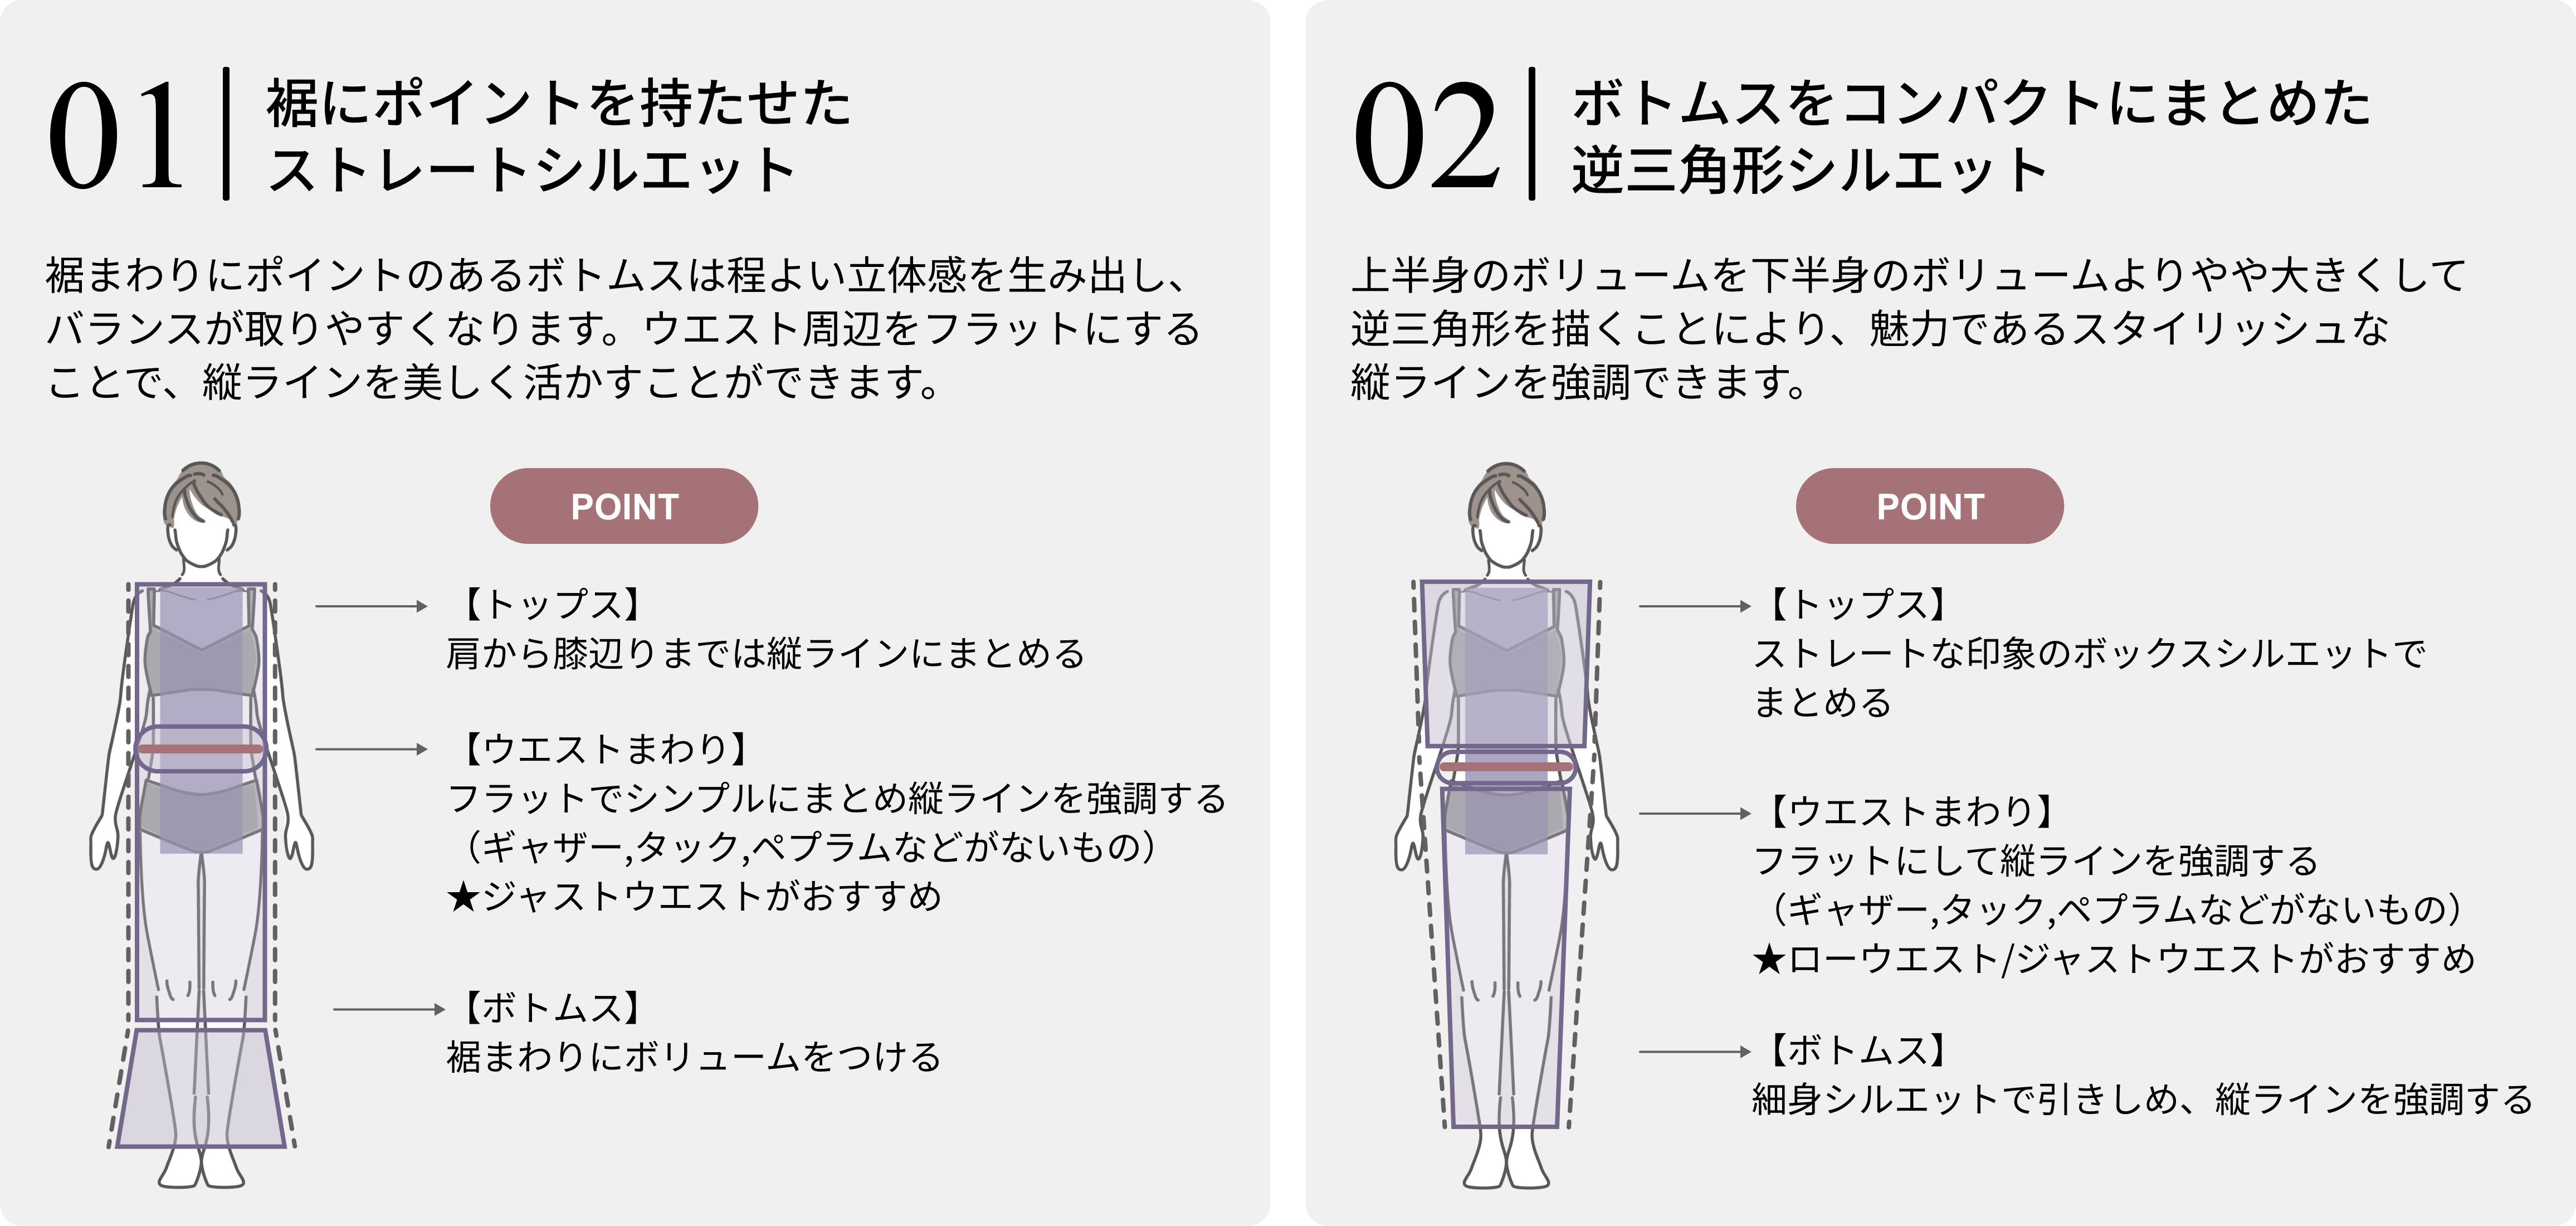 01
裾にポイントを持たせた
ストレートシルエット
裾まわりにポイントのあるボトムスは程よい立体感を生み出し、
バランスが取りやすくなります。ウエスト周辺をフラットにする
ことで、縦ラインを美しく活かすことができます。
POINT
【トップス】
肩から膝辺りまでは縦ラインにまとめる
【ウエストまわり】
フラットでシンプルにまとめ縦ラインを強調する
（ギャザー,タック,ペプラムなどがないもの）
★ジャストウエストがおすすめ
【ボトムス】
裾まわりにボリュームをつける
02
ボトムスをコンパクトにまとめた
逆三角形シルエット
上半身のボリュームを下半身のボリュームよりやや大きくして
逆三角形を描くことにより、魅力であるスタイリッシュな
縦ラインを強調できます。
POINT
【トップス】
ストレートな印象のボックスシルエットで
まとめる
【ウエストまわり】
フラットにして縦ラインを強調する
（ギャザー,タック,ペプラムなどがないもの）
★ローウエスト/ジャストウエストがおすすめ
【ボトムス】
細身シルエットで引きしめ、縦ラインを強調する